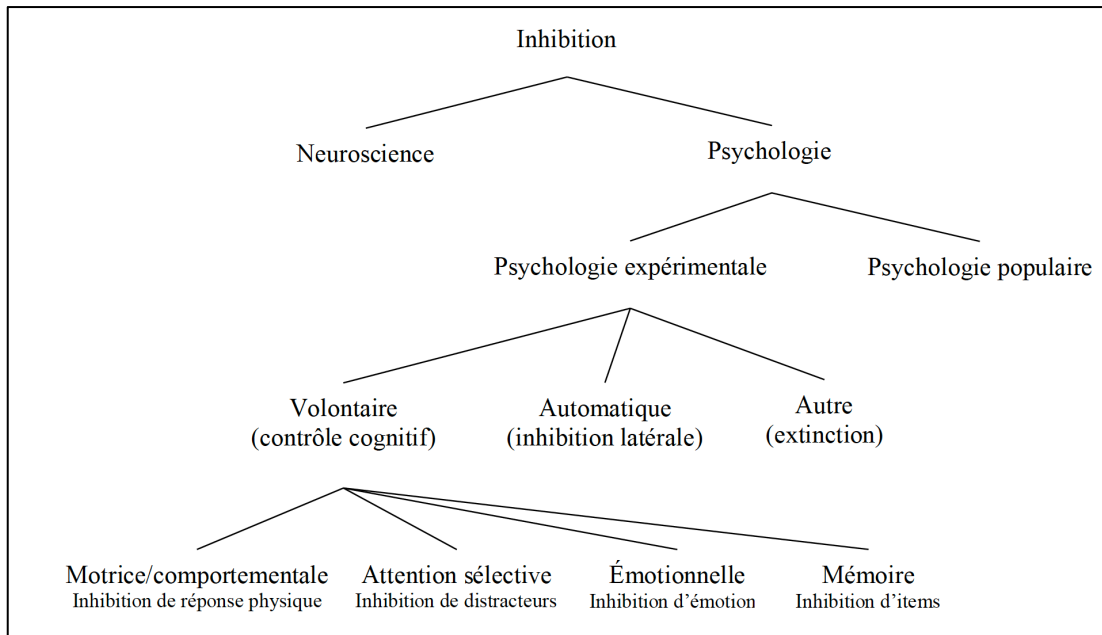 Inhibition
Neuroscience
Psychologie
Psychologie expérimentale
Psychologie populaire
Volontaire
(contrôle cognitif)
Automatique
(inhibition latérale)
Autre
(extinction)
Motrice/comportementale
Inhibition de réponse physique
Attention sélective
Inhibition de distracteurs
Émotionnelle
Inhibition d'émotion
Mémoire
Inhibition d'items